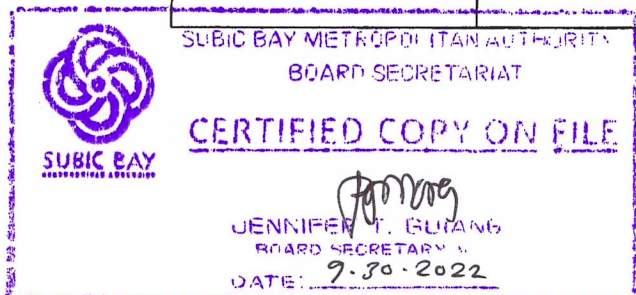 SUBIC BAY METROPOLITAN AUTHORITY
BOARD SECRETARIAT
CERTIFIED COPY ON FILE
SUBIC BAY
JENNIFER T. GUIANG
BOARD SECRETARY V
DATE: 9.30.2022